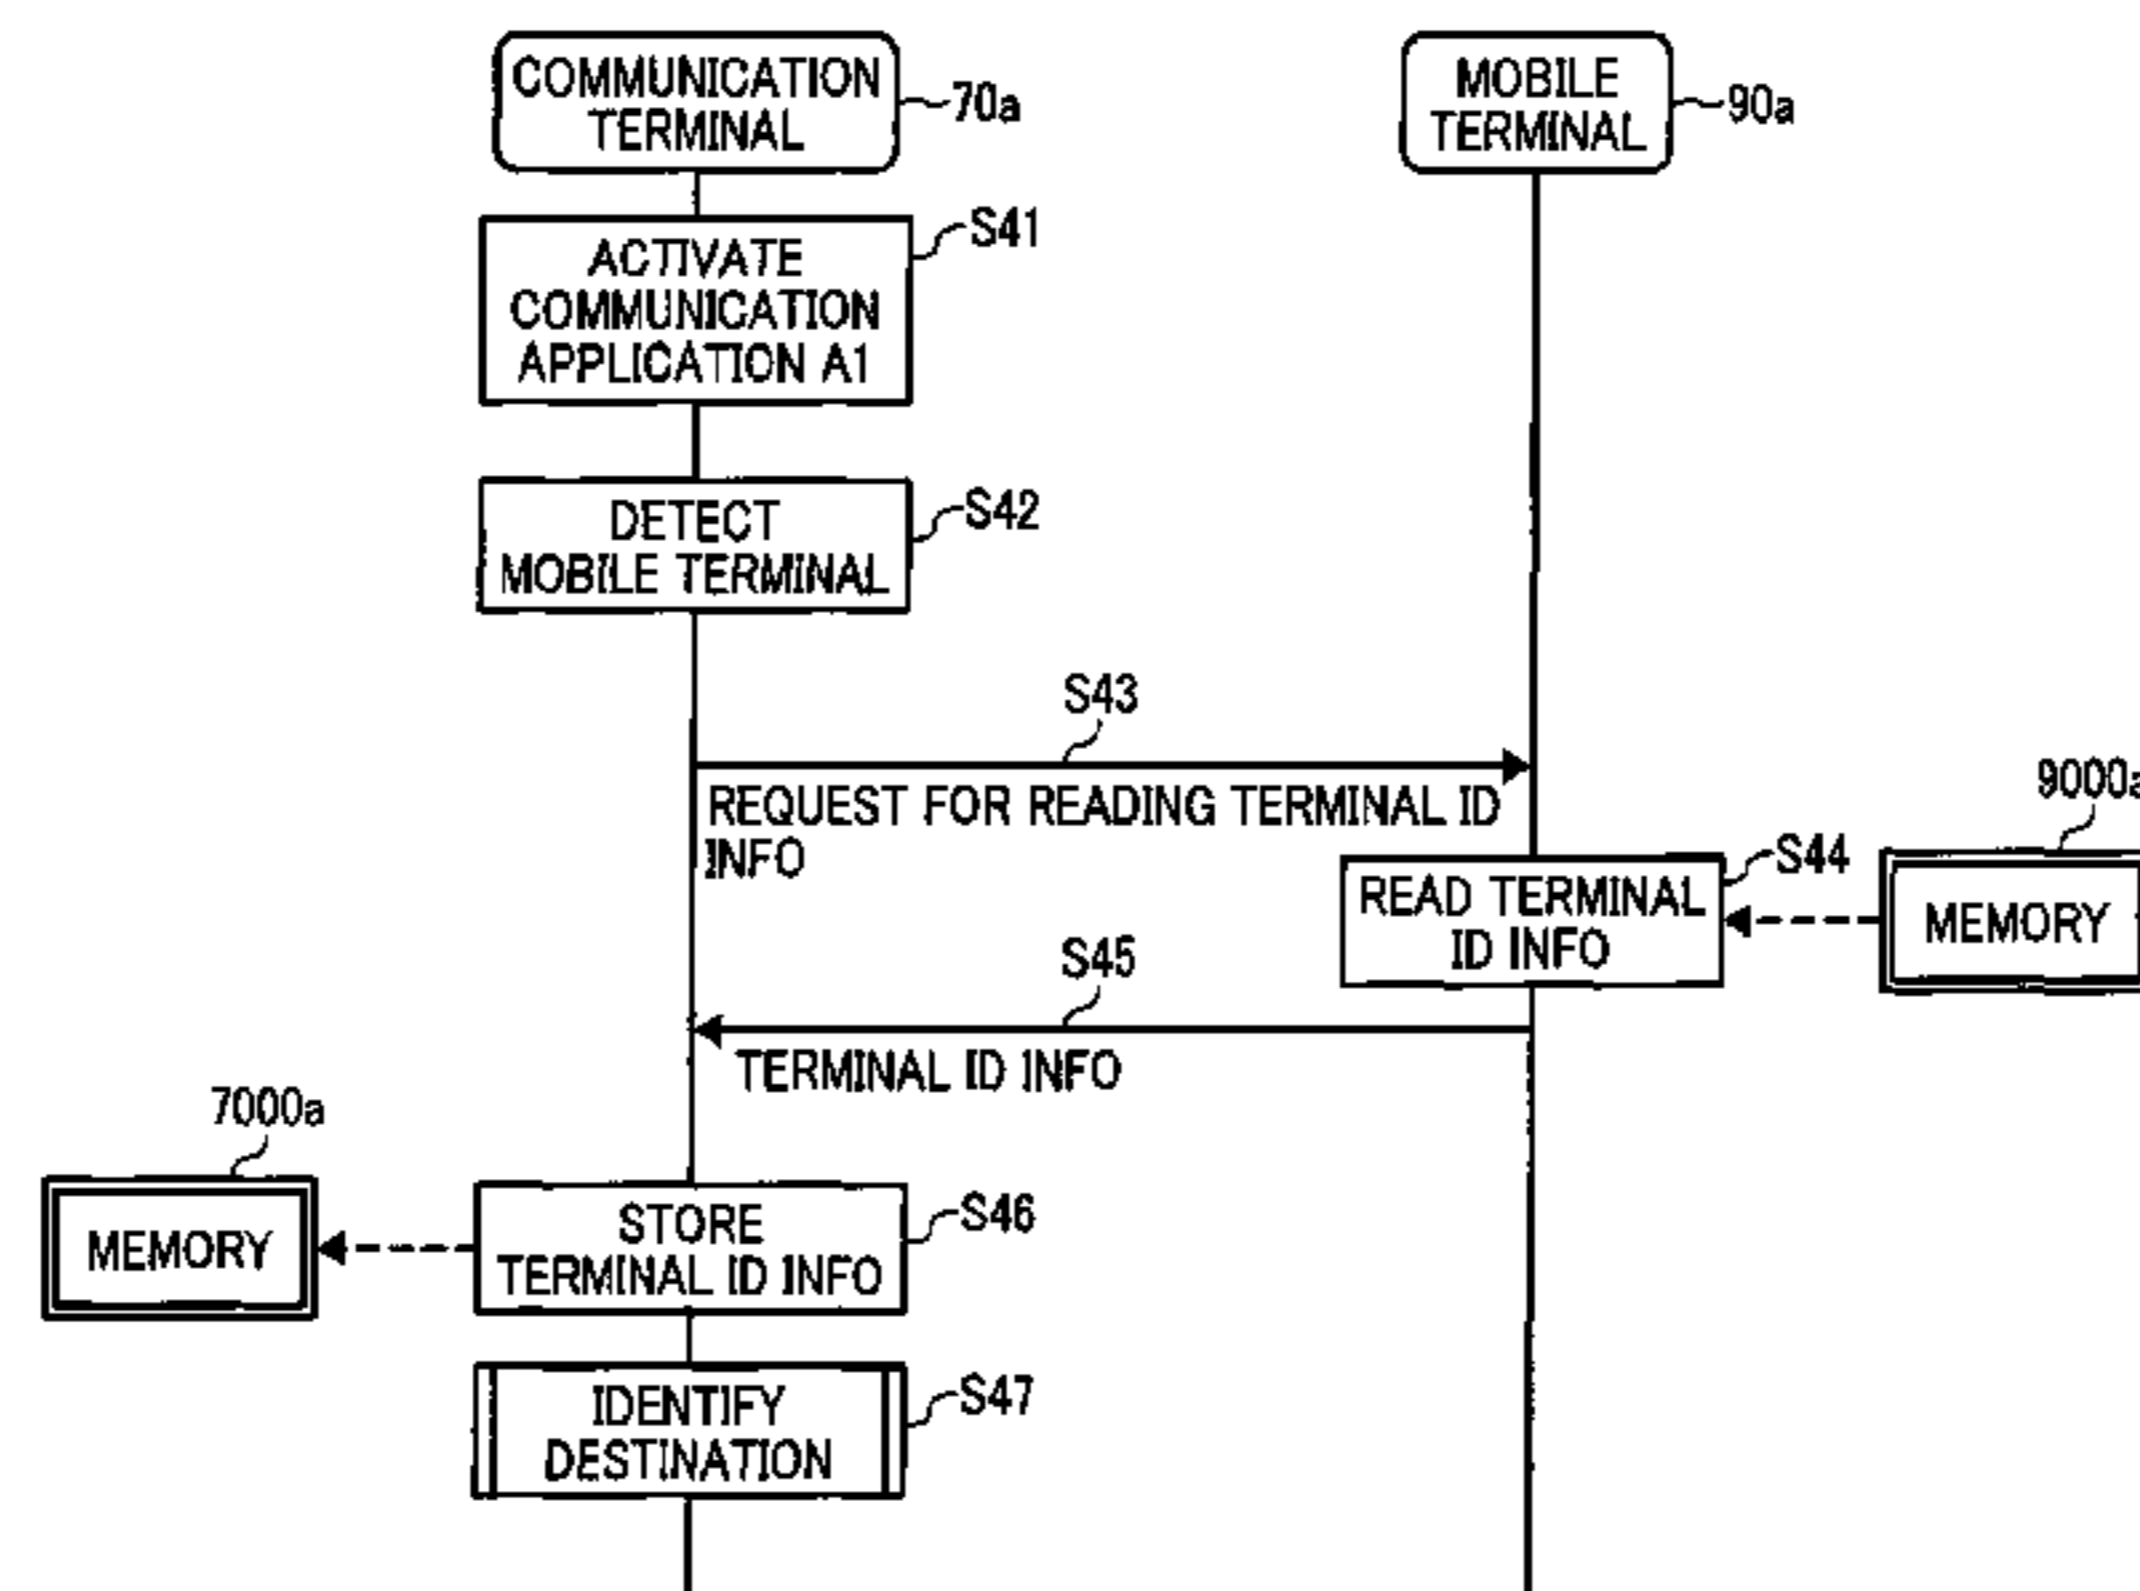 COMMUNICATION
TERMINAL
70a
MOBILE
TERMINAL
90a
S41
ACTIVATE
COMMUNICATION
APPLICATION A1
S42
DETECT
MOBILE TERMINAL
S43
REQUEST FOR READING TERMINAL ID
INFO
9000a
S44
READ TERMINAL
ID INFO
MEMORY
S45
TERMINAL ID INFO
7000a
MEMORY
S46
STORE
TERMINAL ID INFO
S47
IDENTIFY
DESTINATION